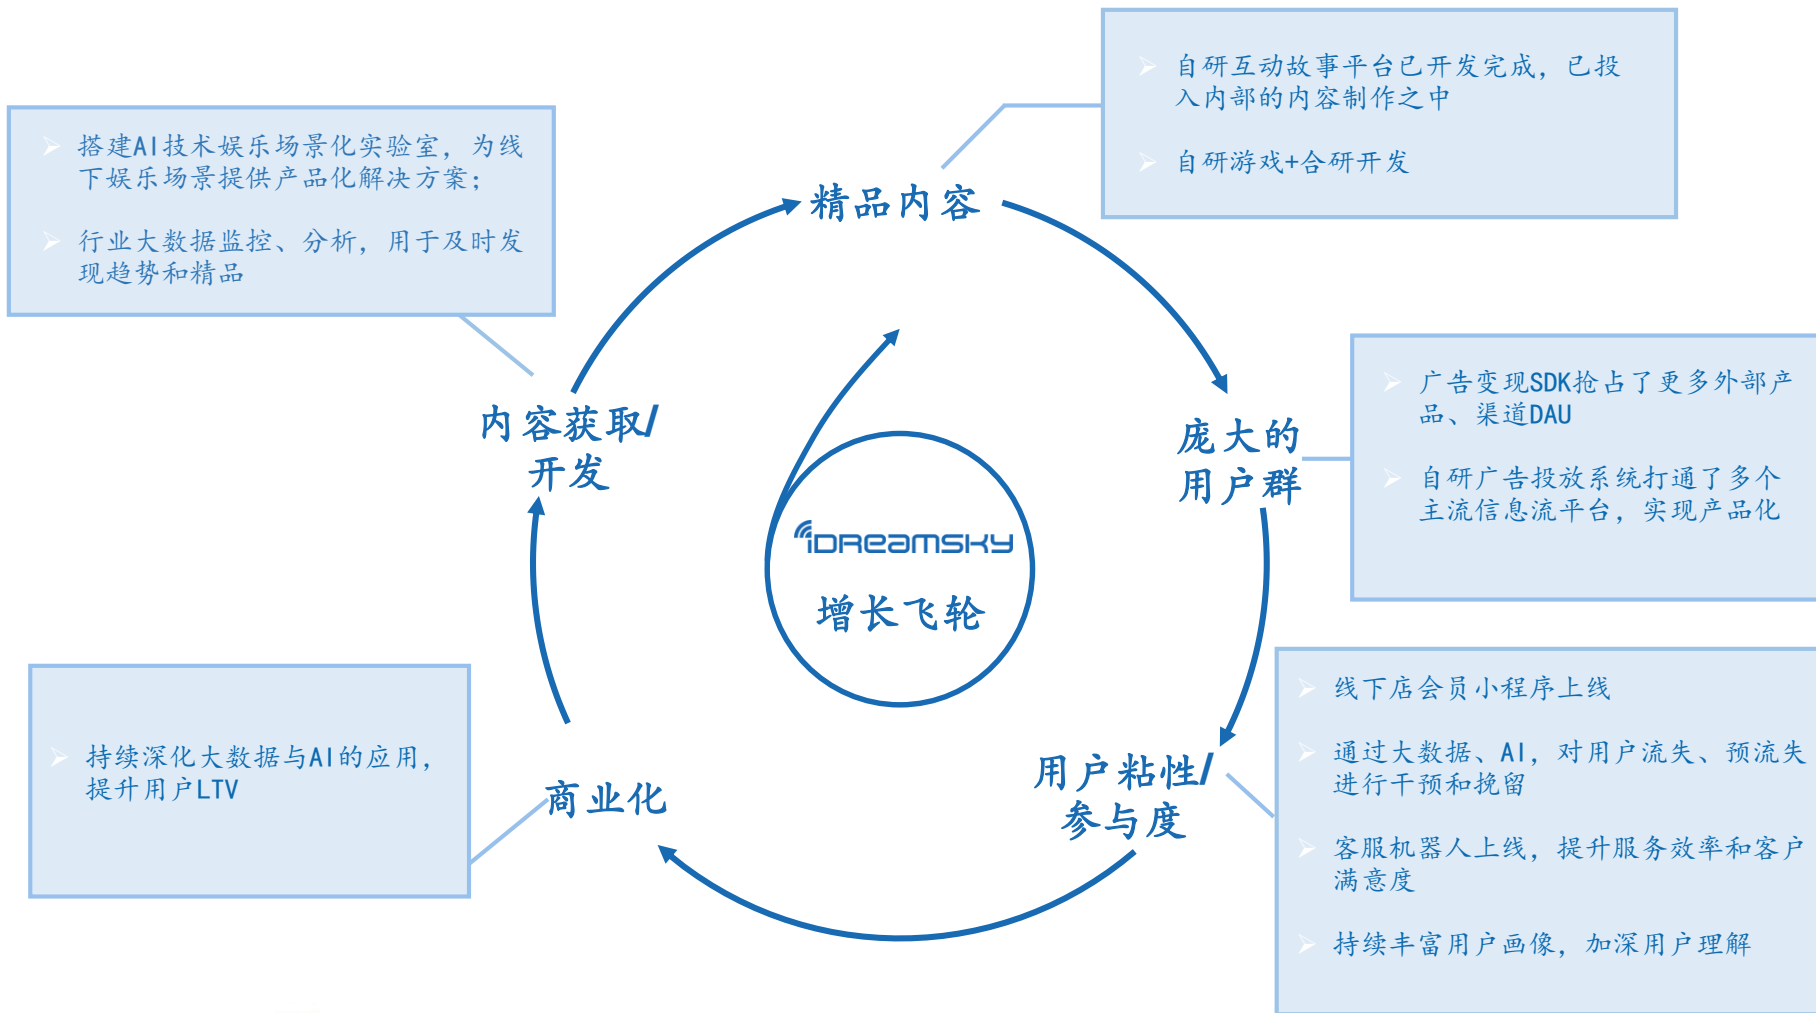 自研互动故事平台已开发完成，已投
入内部的内容制作之中
自研游戏+合研开发
搭建AI技术娱乐场景化实验室，为线
下娱乐场景提供产品化解决方案；
行业大数据监控、分析，用于及时发
现趋势和精品
精品内容
内容获取/
开发
庞大的
用户群
广告变现SDK抢占了更多外部产
品、渠道DAU
自研广告投放系统打通了多个
主流信息流平台，实现产品化
iDreamsky
增长飞轮
线下店会员小程序上线
通过大数据、AI，对用户流失、预流失
进行干预和挽留
客服机器人上线，提升服务效率和客户
满意度
持续丰富用户画像，加深用户理解
用户粘性/
参与度
商业化
持续深化大数据与AI的应用，
提升用户LTV